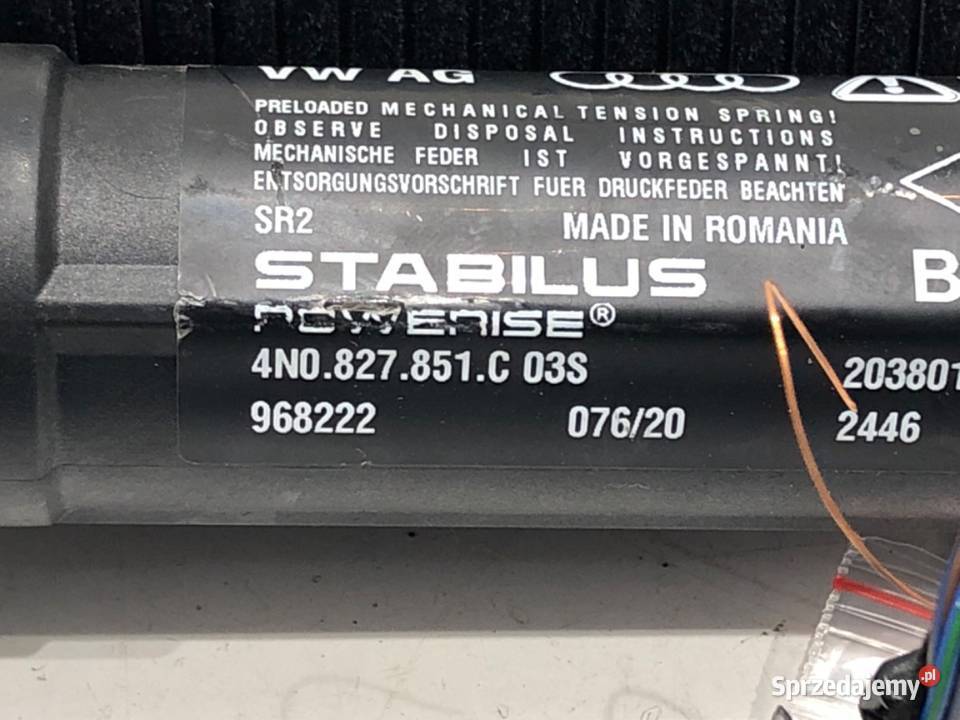 VW AG
PRELOADED MECHANICAL TENSION SPRING!
OBSERVE DISPOSAL INSTRUCTIONS
MECHANISCHE FEDER IST VORGESPANNT!
ENTSORGUNGSVORSCHRIFT FUER DRUCKFEDER BEACHTEN
SR2 MADE IN ROMANIA
STABILUS B
POWERISE®
4N0.827.851.C 03S 203801
968222 076/20 2446
Sprzedajemy.pl